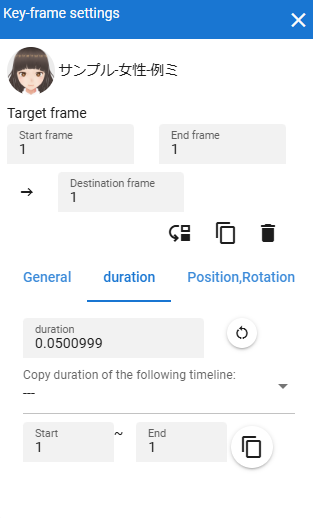 Key-frame settings
サンプル-女性-例ミ
Target frame
Start frame
1
End frame
1
→
Destination frame
1
General
duration
Position,Rotation
duration
0.0500999
Copy duration of the following timeline:
---
Start
1
~
End
1